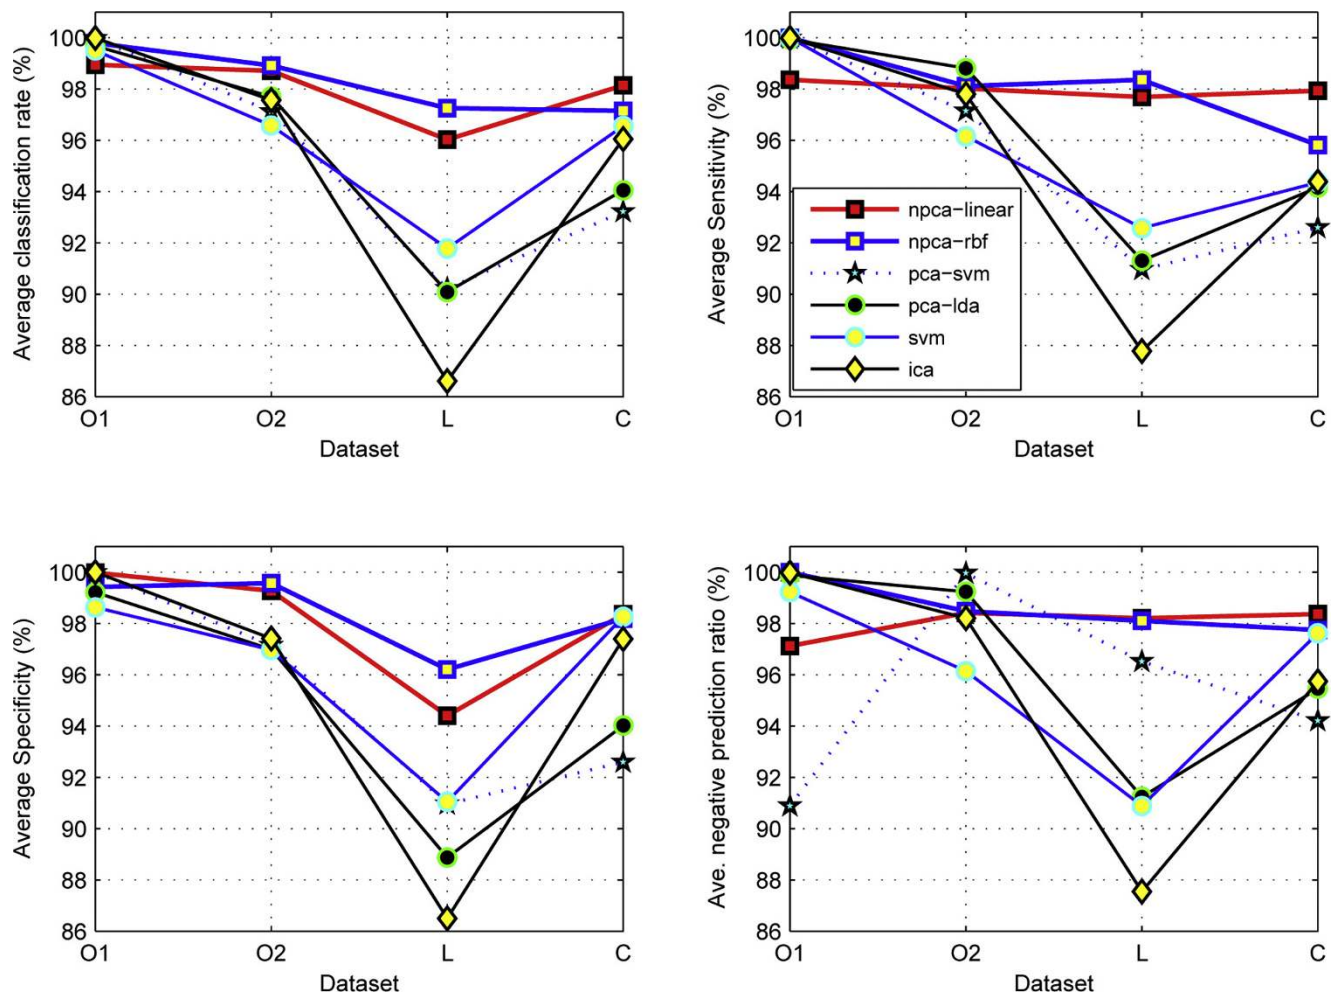 Average classification rate (%)
100
98
96
94
92
90
88
86
O1 O2 L C
Dataset
Average Sensitivity (%)
100
98
96
94
92
90
88
86
npca-linear
npca-rbf
pca-svm
pca-lda
svm
ica
O1 O2 L C
Dataset
Average Specificity (%)
100
98
96
94
92
90
88
86
O1 O2 L C
Dataset
Ave. negative prediction ratio (%)
100
98
96
94
92
90
88
86
O1 O2 L C
Dataset